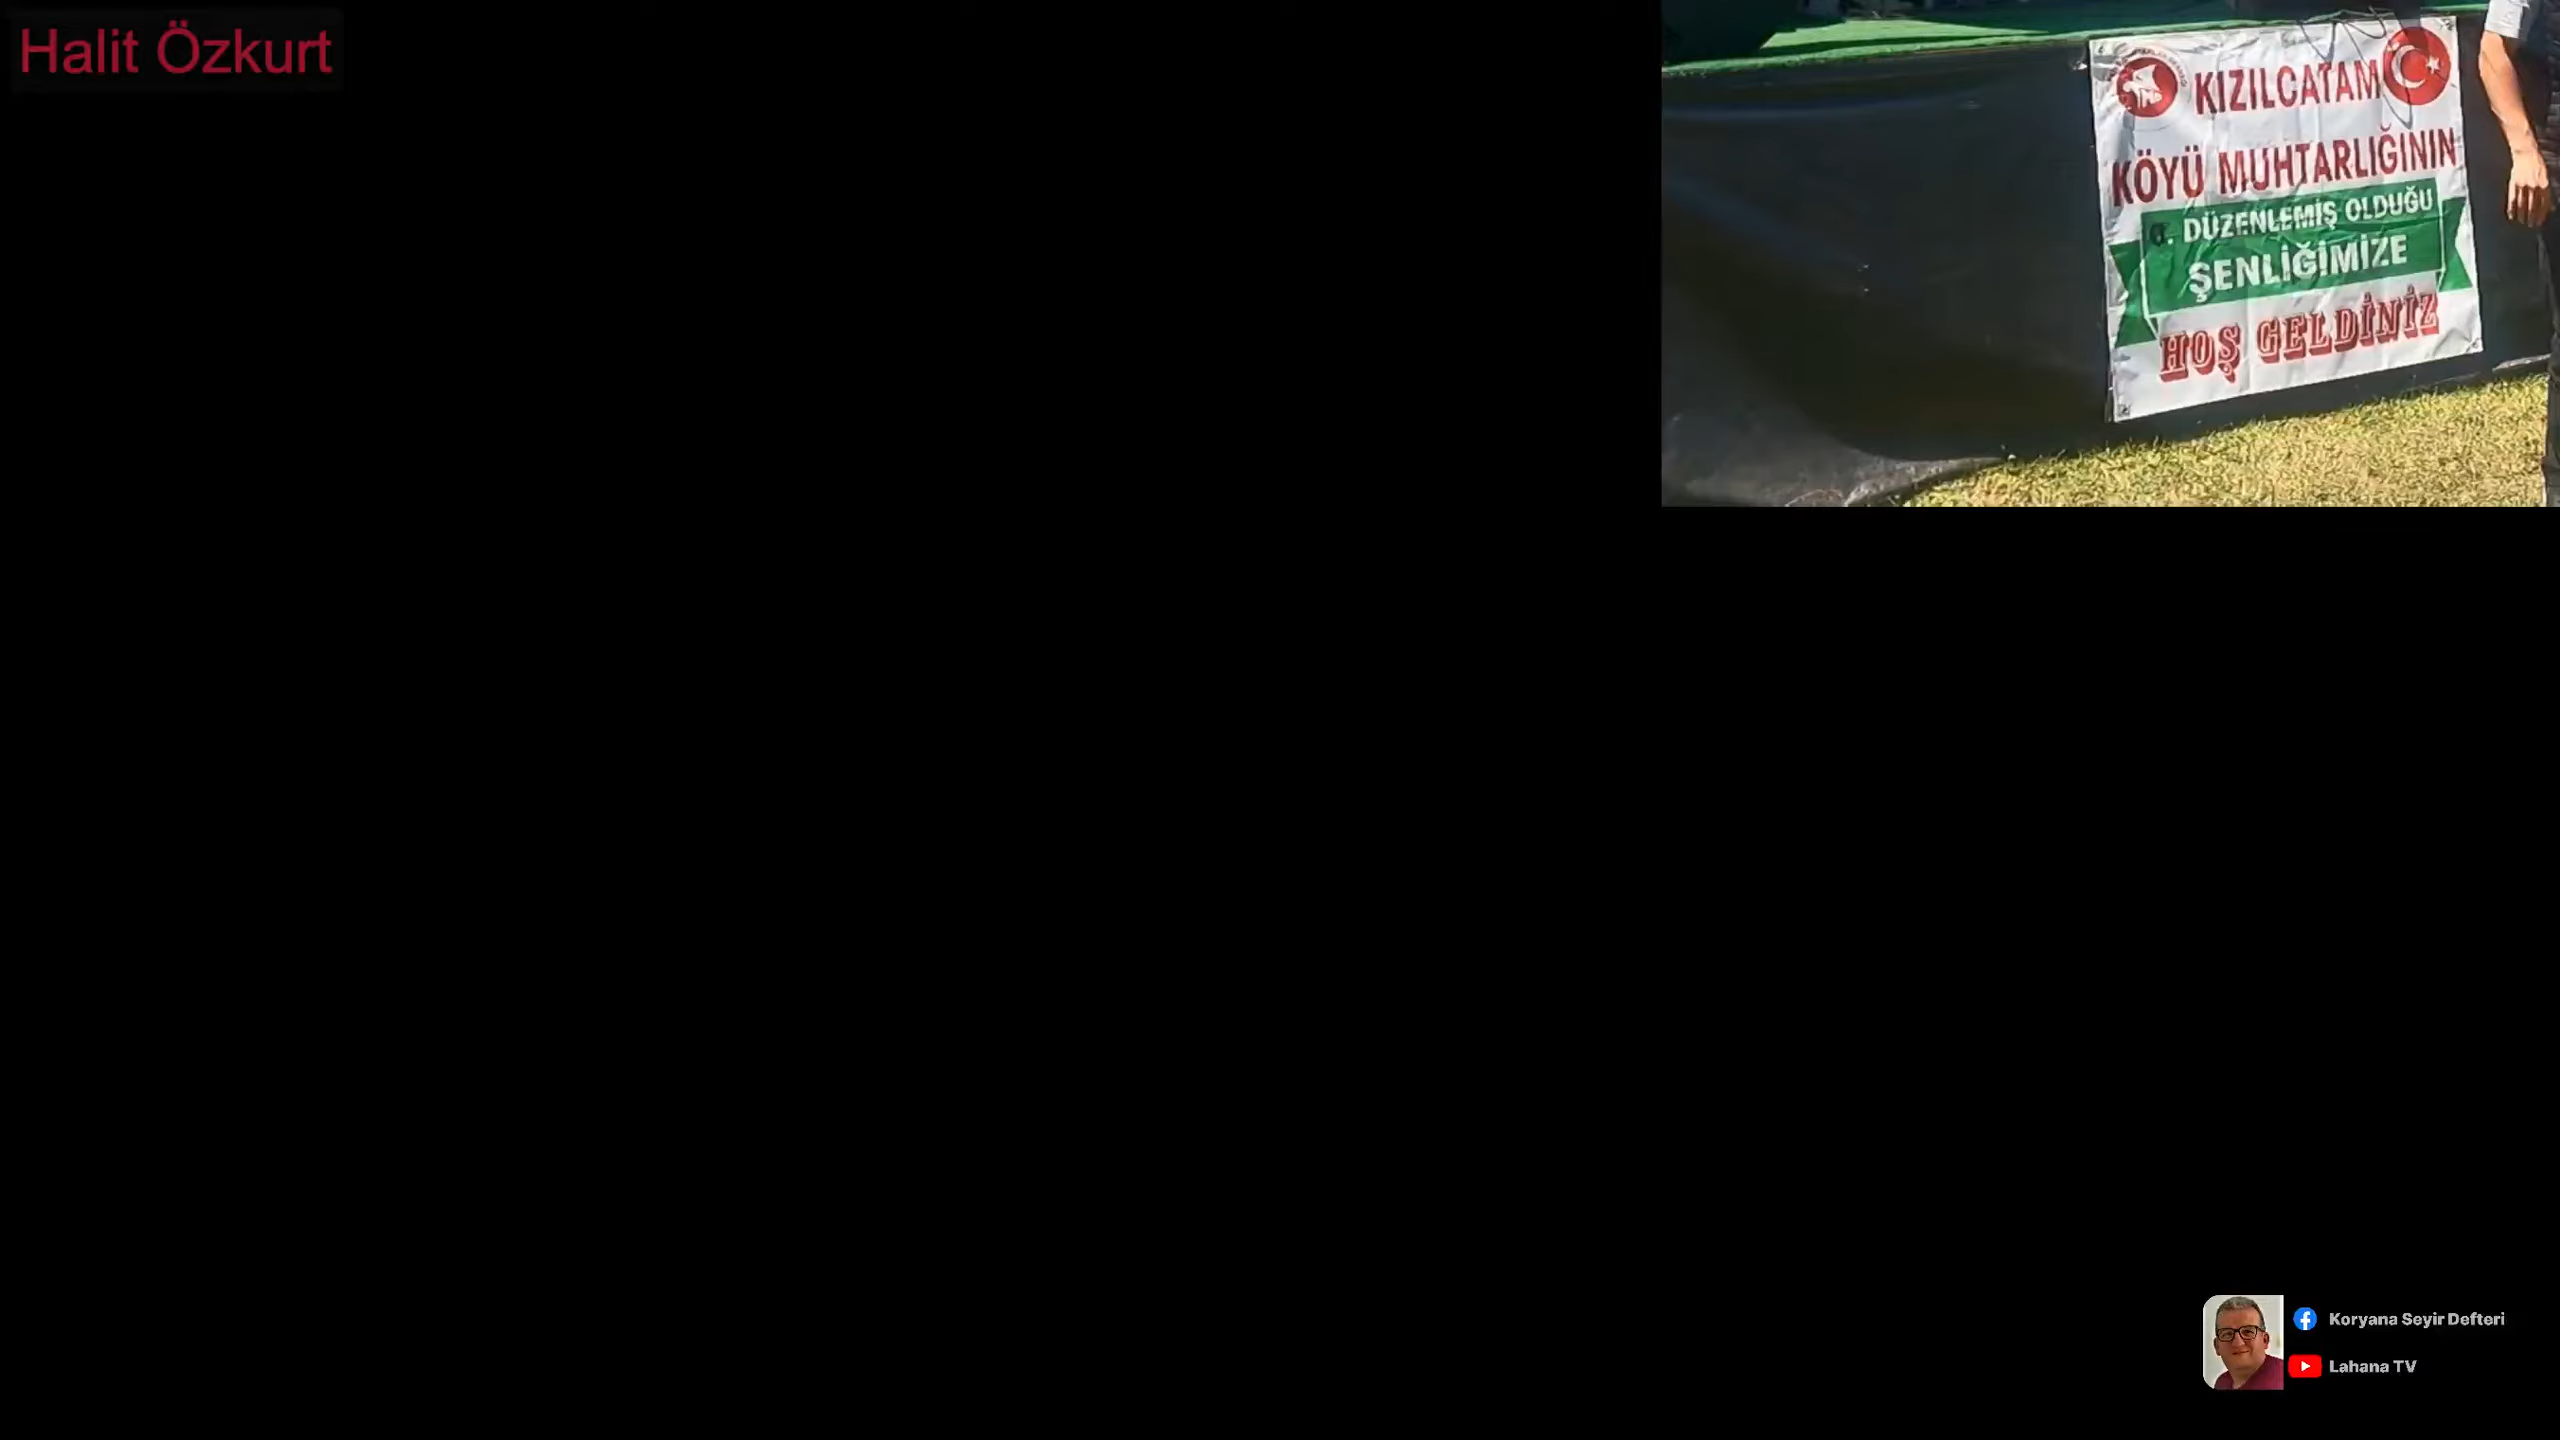 Halit Özkurt
KIZILCATAM
KÖYÜ MUHTARLIĞININ
DÜZENLEMİŞ OLDUĞU
ŞENLİĞİMİZE
HOŞ GELDİNİZ
Koryana Seyir Defteri
Lahana TV